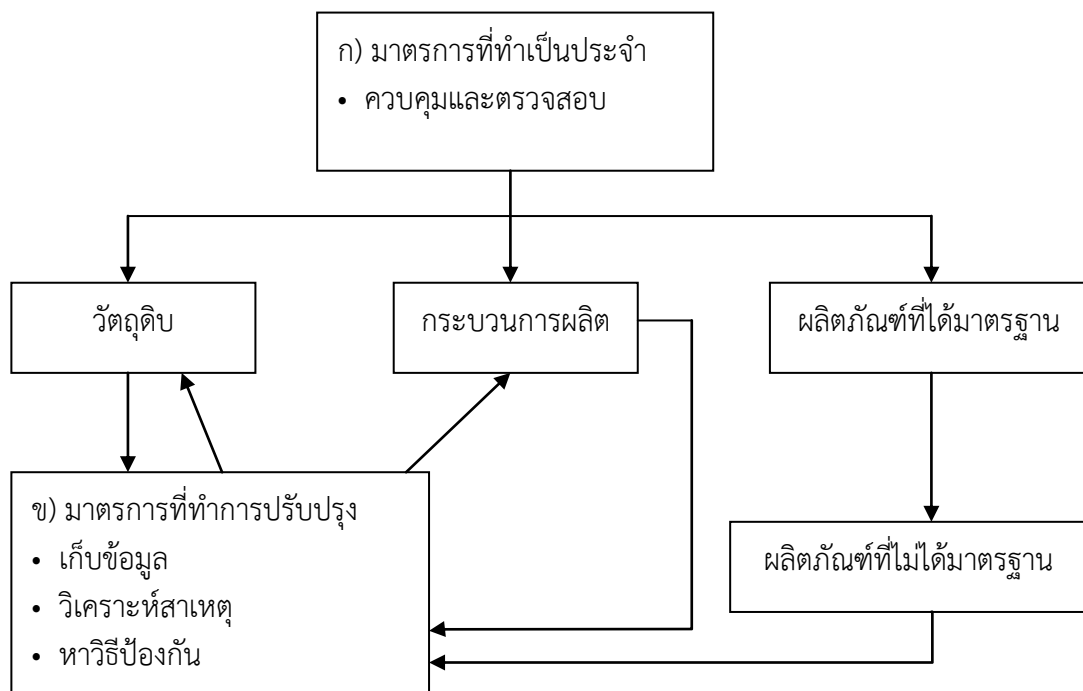 ก) มาตรการที่ทำเป็นประจำ
• ควบคุมและตรวจสอบ
วัตถุดิบ
กระบวนการผลิต
ผลิตภัณฑ์ที่ได้มาตรฐาน
ข) มาตรการที่ทำการปรับปรุง
• เก็บข้อมูล
• วิเคราะห์สาเหตุ
• หาวิธีป้องกัน
ผลิตภัณฑ์ที่ไม่ได้มาตรฐาน